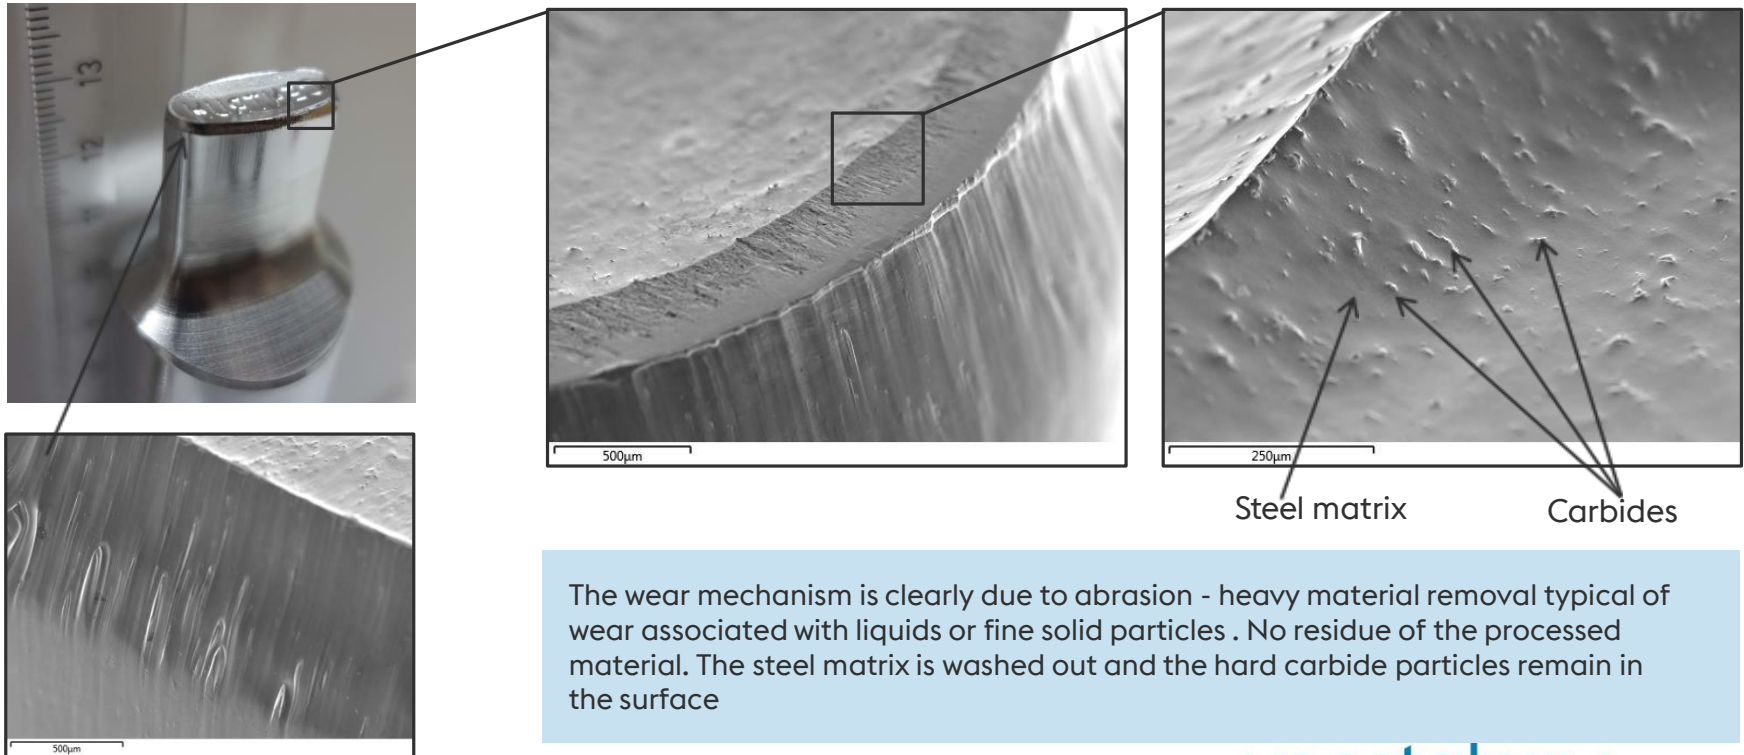 13
12
500µm
250µm
Steel matrix
Carbides
500µm
The wear mechanism is clearly due to abrasion - heavy material removal typical of
wear associated with liquids or fine solid particles . No residue of the processed
material. The steel matrix is washed out and the hard carbide particles remain in
the surface